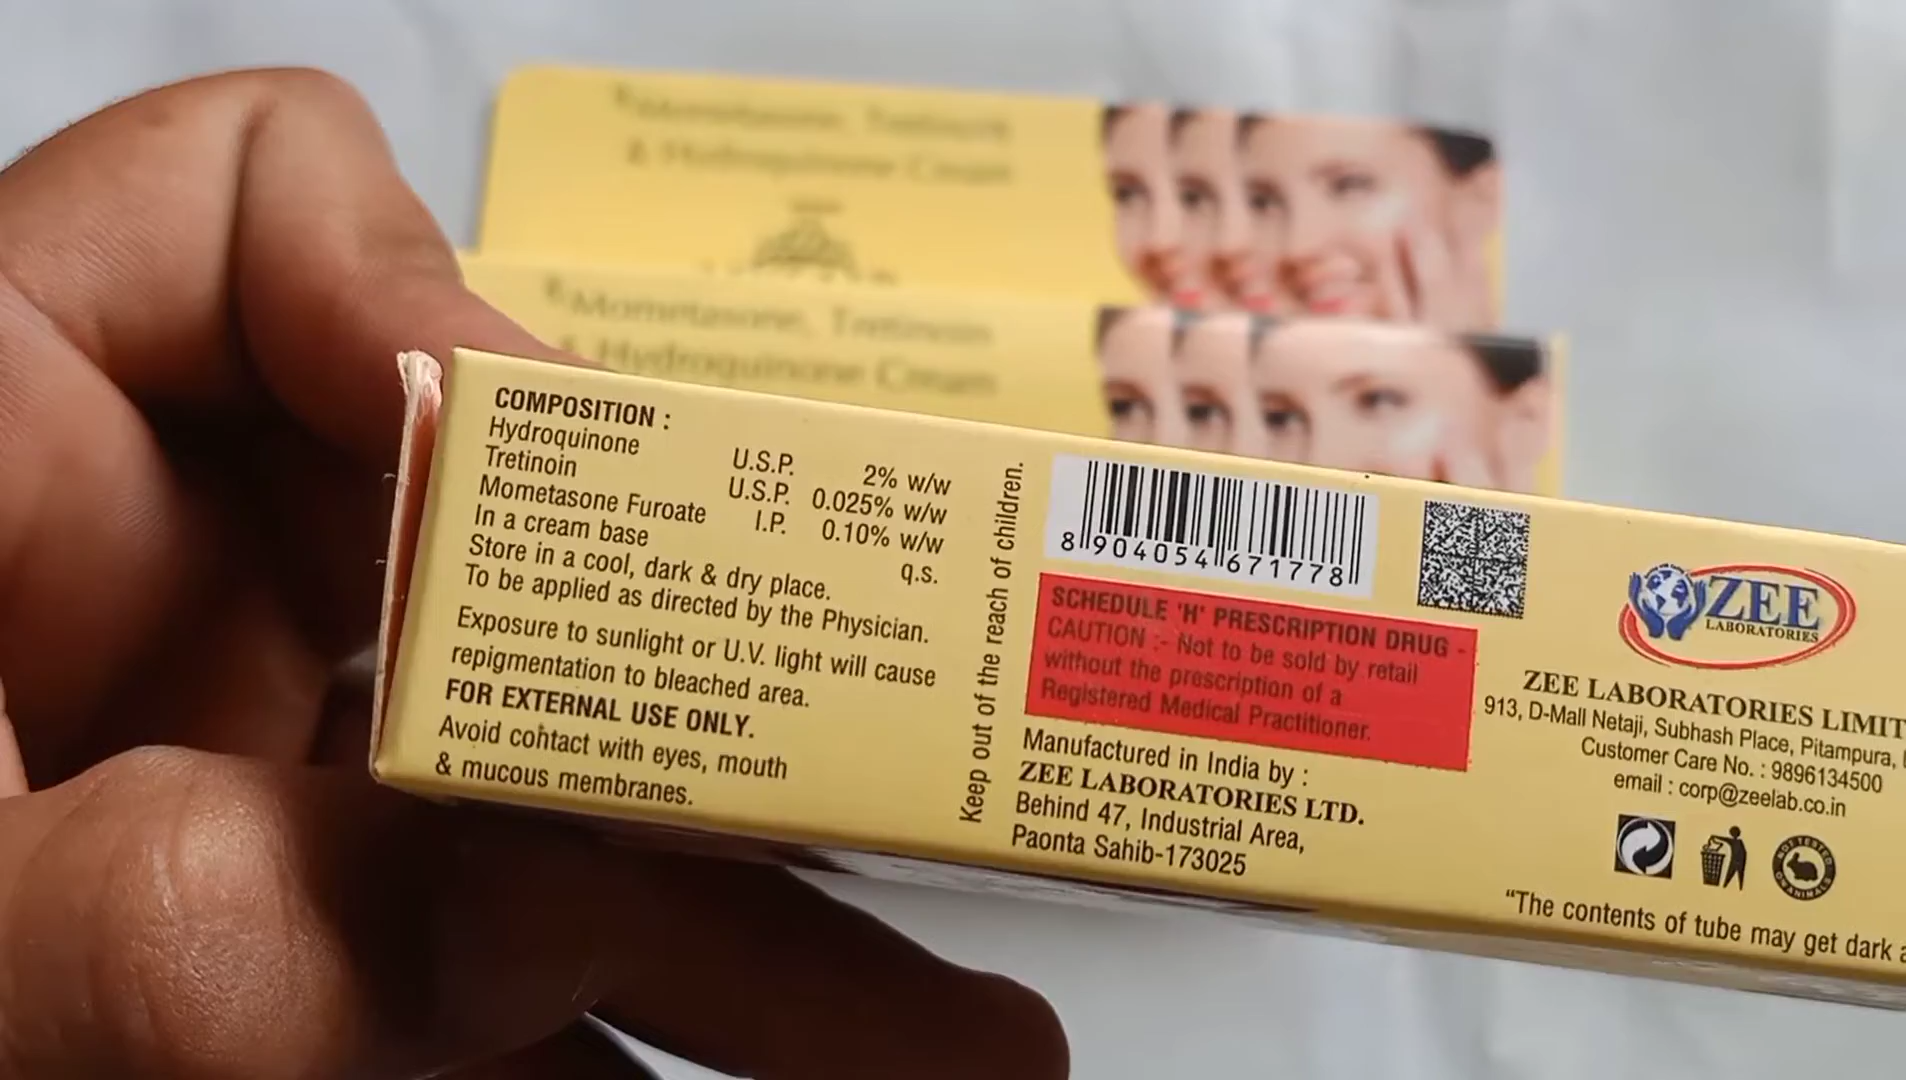 Mometasone, Tretinoin
& Hydroquinone Cream
Mometasone, Tretinoin
& Hydroquinone Cream
COMPOSITION :
Hydroquinone U.S.P. 2% w/w
Tretinoin U.S.P. 0.025% w/w
Mometasone Furoate I.P. 0.10% w/w
In a cream base q.s.
Store in a cool, dark & dry place.
To be applied as directed by the Physician.
Exposure to sunlight or U.V. light will cause
repigmentation to bleached area.
FOR EXTERNAL USE ONLY.
Avoid contact with eyes, mouth
& mucous membranes.
Keep out of the reach of children.
8 904054 671778
SCHEDULE 'H' PRESCRIPTION DRUG -
CAUTION :- Not to be sold by retail
without the prescription of a
Registered Medical Practitioner.
Manufactured in India by :
ZEE LABORATORIES LTD.
Behind 47, Industrial Area,
Paonta Sahib-173025
ZEE
LABORATORIES
ZEE LABORATORIES LIMIT
913, D-Mall Netaji, Subhash Place, Pitampura,
Customer Care No. : 9896134500
email : corp@zeelab.co.in
NOT TESTED
ON ANIMALS
“The contents of tube may get dark